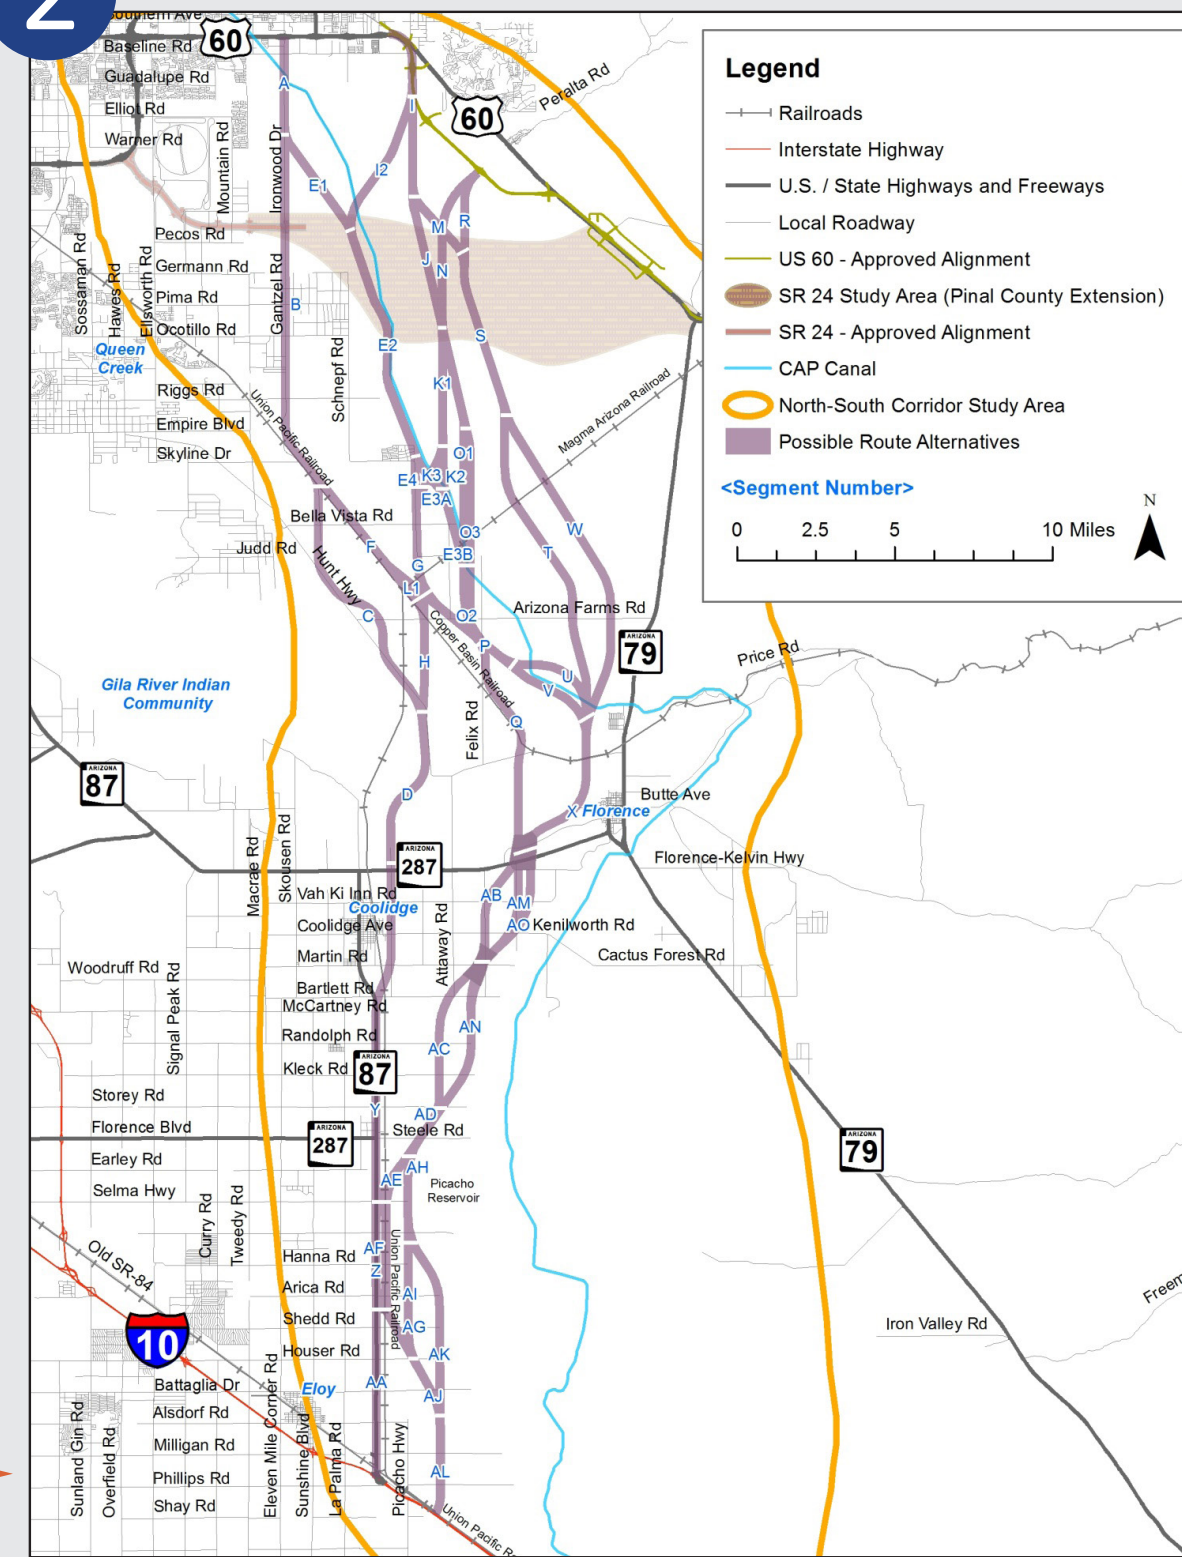 2
Southern Ave
Baseline Rd
Guadalupe Rd
Elliot Rd
Warner Rd
60
60
Peralta Rd
Mountain Rd
Ironwood Dr
Pecos Rd
Germann Rd
Pima Rd
Ocotillo Rd
Sossaman Rd
Hawes Rd
Ellsworth Rd
Gantzel Rd
Schnepf Rd
Queen
Creek
Riggs Rd
Empire Blvd
Skyline Dr
Union Pacific Railroad
Magma Arizona Railroad
Bella Vista Rd
Judd Rd
Hunt Hwy
Arizona Farms Rd
Copper Basin Railroad
Felix Rd
ARIZONA
79
Price Rd
Gila River Indian
Community
ARIZONA
87
Butte Ave
Florence
Florence-Kelvin Hwy
ARIZONA
287
Macrae Rd
Skousen Rd
Vah Ki Inn Rd
Coolidge
Coolidge Ave
Martin Rd
Bartlett Rd
McCartney Rd
Randolph Rd
Kleck Rd
Attaway Rd
Kenilworth Rd
Cactus Forest Rd
Woodruff Rd
Signal Peak Rd
ARIZONA
87
Storey Rd
Florence Blvd
Earley Rd
Selma Hwy
ARIZONA
287
Steele Rd
Picacho
Reservoir
ARIZONA
79
Curry Rd
Tweedy Rd
Old SR-84
Hanna Rd
Arica Rd
Shedd Rd
Houser Rd
Union Pacific Railroad
10
Iron Valley Rd
Battaglia Dr
Alsdorf Rd
Milligan Rd
Phillips Rd
Shay Rd
Eloy
Sunland Gin Rd
Overfield Rd
Eleven Mile Corner Rd
Sunshine Blvd
La Palma Rd
Picacho Hwy
A
I
I2
E1
M
R
J
N
B
E2
S
K1
O1
E4
K3
K2
E3A
O3
E3B
W
T
F
G
L1
C
O2
P
H
U
V
Q
D
X
AB
AM
AO
AN
AC
AD
Y
AH
AE
AF
Z
AI
AG
AK
AA
AJ
AL
Legend
Railroads
Interstate Highway
U.S. / State Highways and Freeways
Local Roadway
US 60 - Approved Alignment
SR 24 Study Area (Pinal County Extension)
SR 24 - Approved Alignment
CAP Canal
North-South Corridor Study Area
Possible Route Alternatives
<Segment Number>
0 2.5 5 10 Miles
N